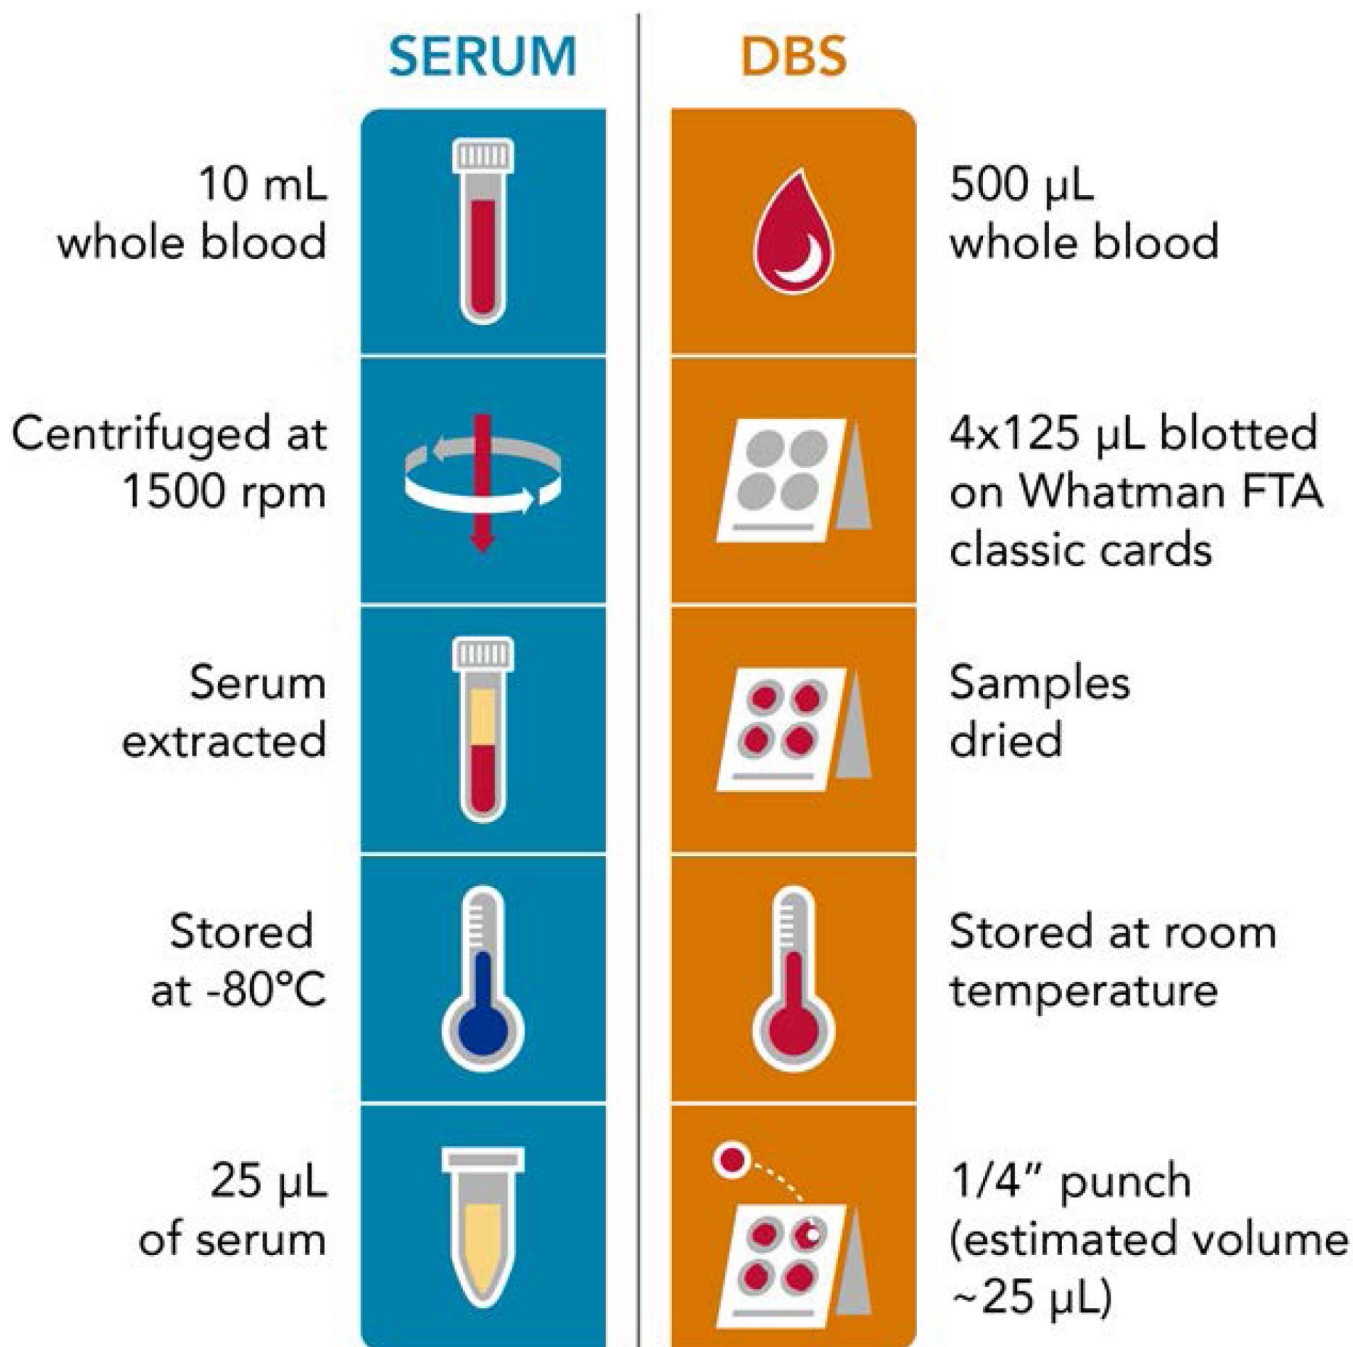 SERUM
DBS
10 mL
whole blood
500 µL
whole blood
Centrifuged at
1500 rpm
4x125 µL blotted
on Whatman FTA
classic cards
Serum
extracted
Samples
dried
Stored
at -80°C
Stored at room
temperature
25 µL
of serum
1/4” punch
(estimated volume
~25 µL)